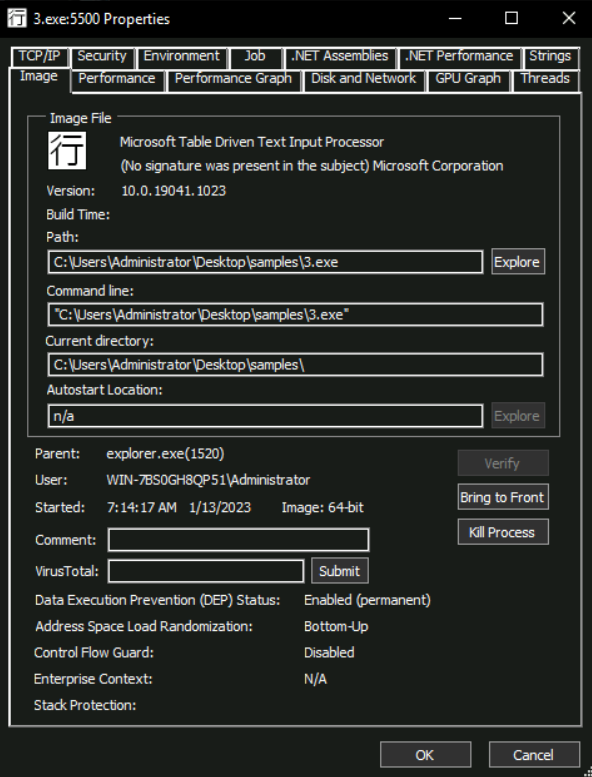 行 3.exe:5500 Properties
TCP/IP Security Environment Job .NET Assemblies .NET Performance Strings
Image Performance Performance Graph Disk and Network GPU Graph Threads
Image File
行 Microsoft Table Driven Text Input Processor
(No signature was present in the subject) Microsoft Corporation
Version: 10.0.19041.1023
Build Time:
Path:
C:\Users\Administrator\Desktop\samples\3.exe Explore
Command line:
"C:\Users\Administrator\Desktop\samples\3.exe"
Current directory:
C:\Users\Administrator\Desktop\samples\
Autostart Location:
n/a Explore
Parent: explorer.exe(1520)
Verify
User: WIN-7BS0GH8QP51\Administrator
Bring to Front
Started: 7:14:17 AM 1/13/2023 Image: 64-bit
Kill Process
Comment:
VirusTotal: Submit
Data Execution Prevention (DEP) Status: Enabled (permanent)
Address Space Load Randomization: Bottom-Up
Control Flow Guard: Disabled
Enterprise Context: N/A
Stack Protection:
OK Cancel